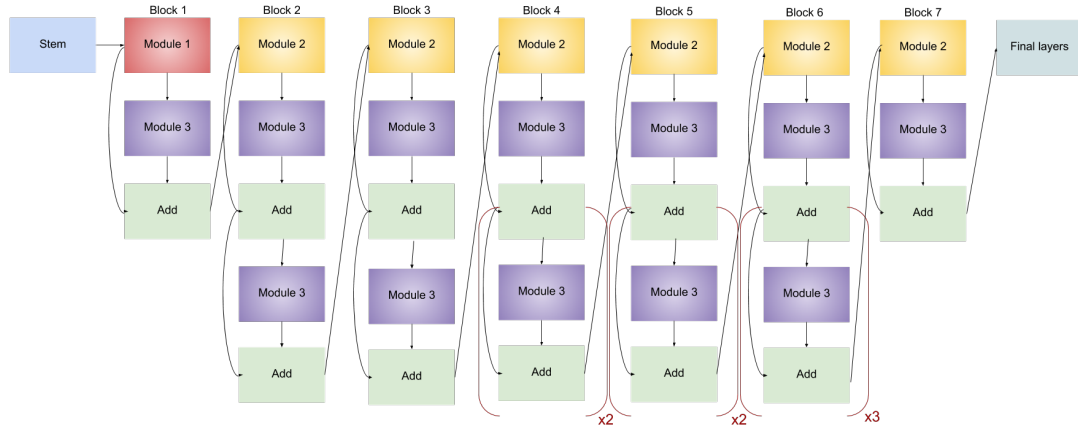 Block 1
Block 2
Block 3
Block 4
Block 5
Block 6
Block 7
Stem
Module 1
Module 2
Module 2
Module 2
Module 2
Module 2
Module 2
Final layers
Module 3
Module 3
Module 3
Module 3
Module 3
Module 3
Module 3
Add
Add
Add
Add
Add
Add
Add
Module 3
Module 3
Module 3
Module 3
Module 3
Add
Add
Add
Add
Add
x2
x2
x3